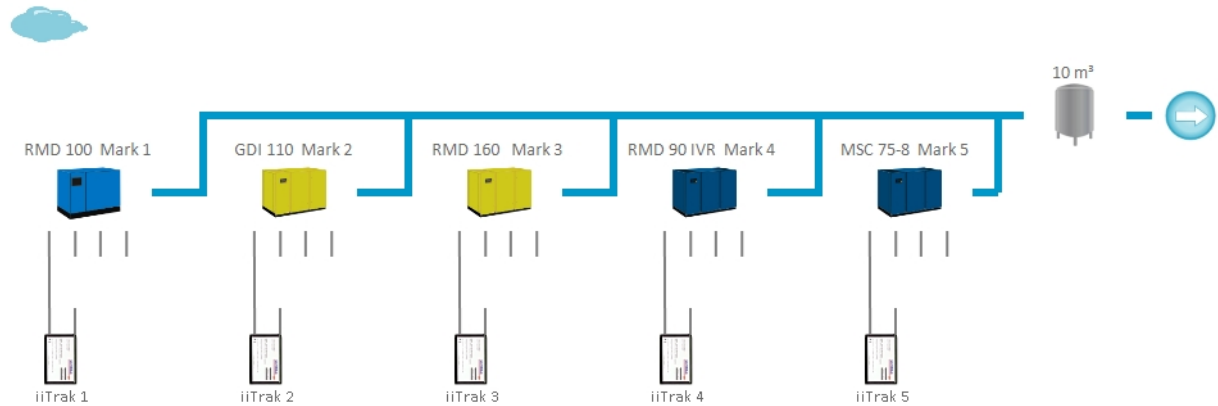 10 m³
RMD 100 Mark 1
GDI 110 Mark 2
RMD 160 Mark 3
RMD 90 IVR Mark 4
MSC 75-8 Mark 5
iiTrak 1
iiTrak 2
iiTrak 3
iiTrak 4
iiTrak 5